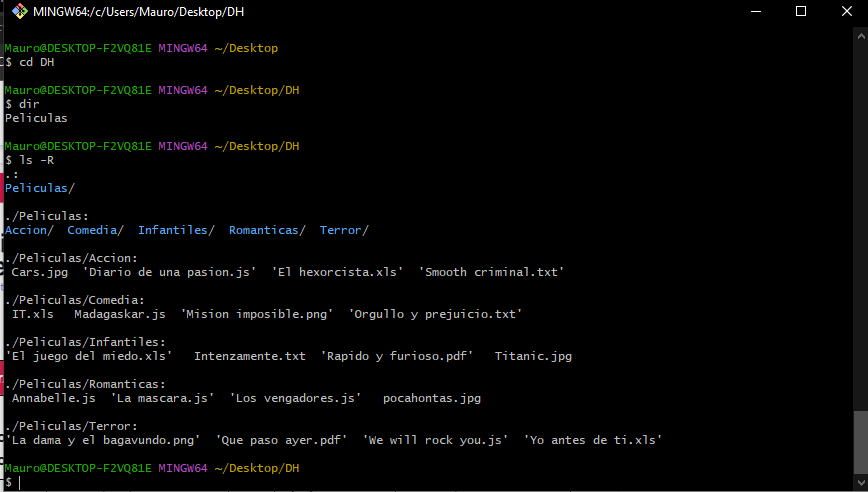 MINGW64:/c/Users/Mauro/Desktop/DH
Mauro@DESKTOP-F2VQ81E MINGW64 ~/Desktop
$ cd DH
Mauro@DESKTOP-F2VQ81E MINGW64 ~/Desktop/DH
$ dir
Peliculas
Mauro@DESKTOP-F2VQ81E MINGW64 ~/Desktop/DH
$ ls -R
.:
Peliculas/
./Peliculas:
Accion/  Comedia/  Infantiles/  Romanticas/  Terror/
./Peliculas/Accion:
 Cars.jpg  'Diario de una pasion.js'  'El hexorcista.xls'  'Smooth criminal.txt'
./Peliculas/Comedia:
 IT.xls   Madagaskar.js  'Mision imposible.png'  'Orgullo y prejuicio.txt'
./Peliculas/Infantiles:
'El juego del miedo.xls'   Intenzamente.txt  'Rapido y furioso.pdf'   Titanic.jpg
./Peliculas/Romanticas:
 Annabelle.js  'La mascara.js'  'Los vengadores.js'   pocahontas.jpg
./Peliculas/Terror:
'La dama y el bagavundo.png'  'Que paso ayer.pdf'  'We will rock you.js'  'Yo antes de ti.xls'
Mauro@DESKTOP-F2VQ81E MINGW64 ~/Desktop/DH
$